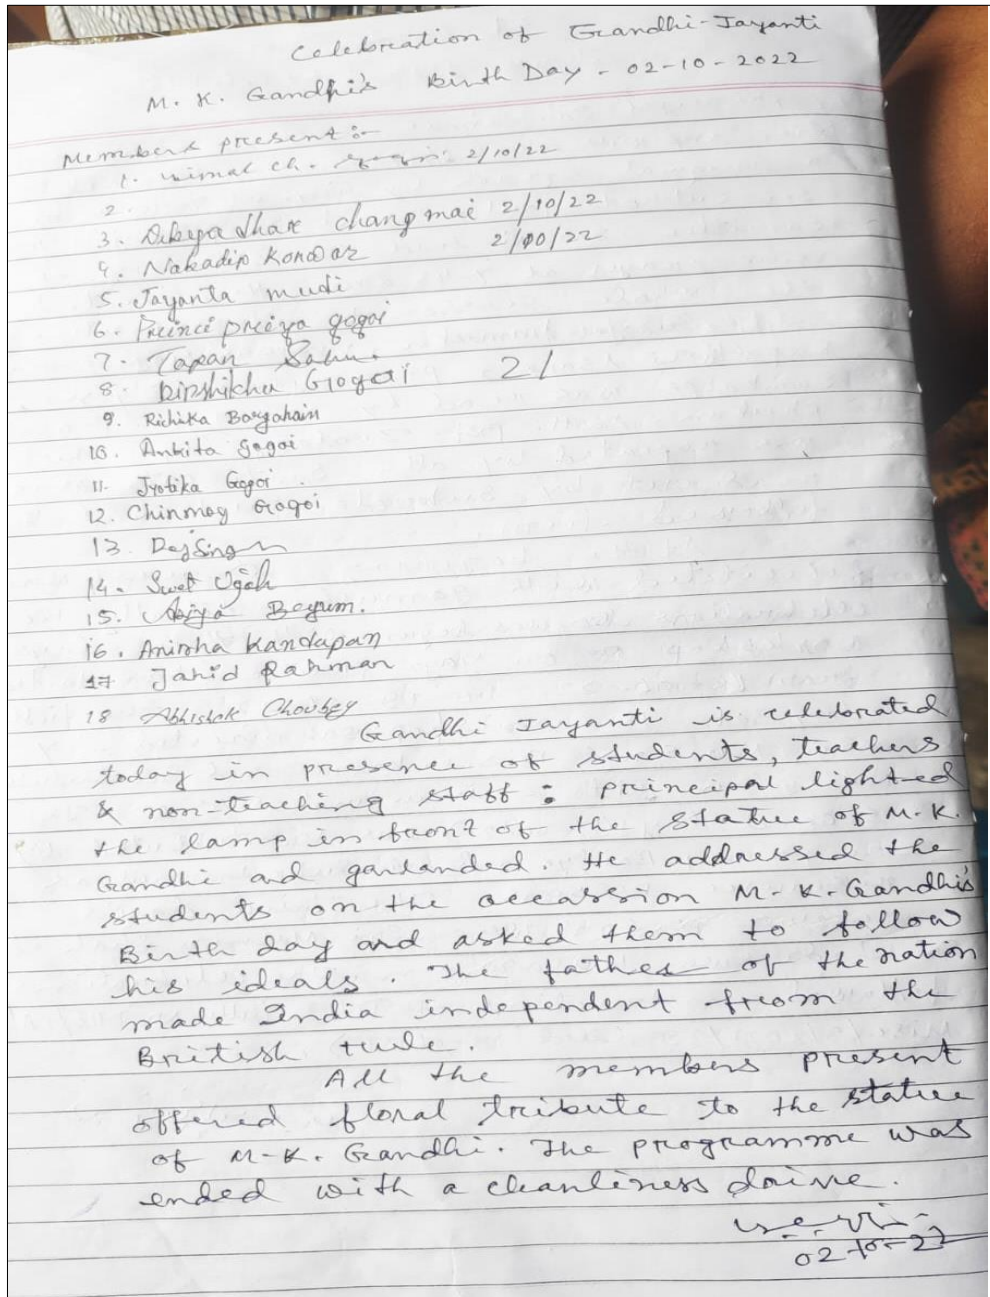 Celebration of Gandhi-Jayanti
M. K. Gandhi's Birth Day - 02-10-2022
Members present :-
1. Bimal ch. 2/10/22
2.
3. Dibyadhar changmai 2/10/22
4. Nabadip Konwar 2/10/22
5. Jayanta mudi
6. Princi preiya gogoi
7. Tapan Sahu.
8. Dipshikha Gogoi 2/
9. Richika Borgohain
10. Ankita gogoi
11. Jyotika Gogoi
12. Chinmoy Gogoi
13. Singh
14. Swet
15. Begum.
16. Anisha Kandapan
17 Jahid Rahman
18 Abhishek Choubey
Gandhi Jayanti is celebrated
today in presence of students, teachers
& non-teaching staff : principal lighted
the lamp in front of the statue of M.K.
Gandhi and garlanded. He addressed the
students on the occassion M-K-Gandhi's
Birth day and asked them to follow
his ideals. The father of the nation
made India independent from the
British rule.
All the members present
offered floral tribute to the statue
of M-K. Gandhi. The programme was
ended with a cleanliness drive.
02-10-22